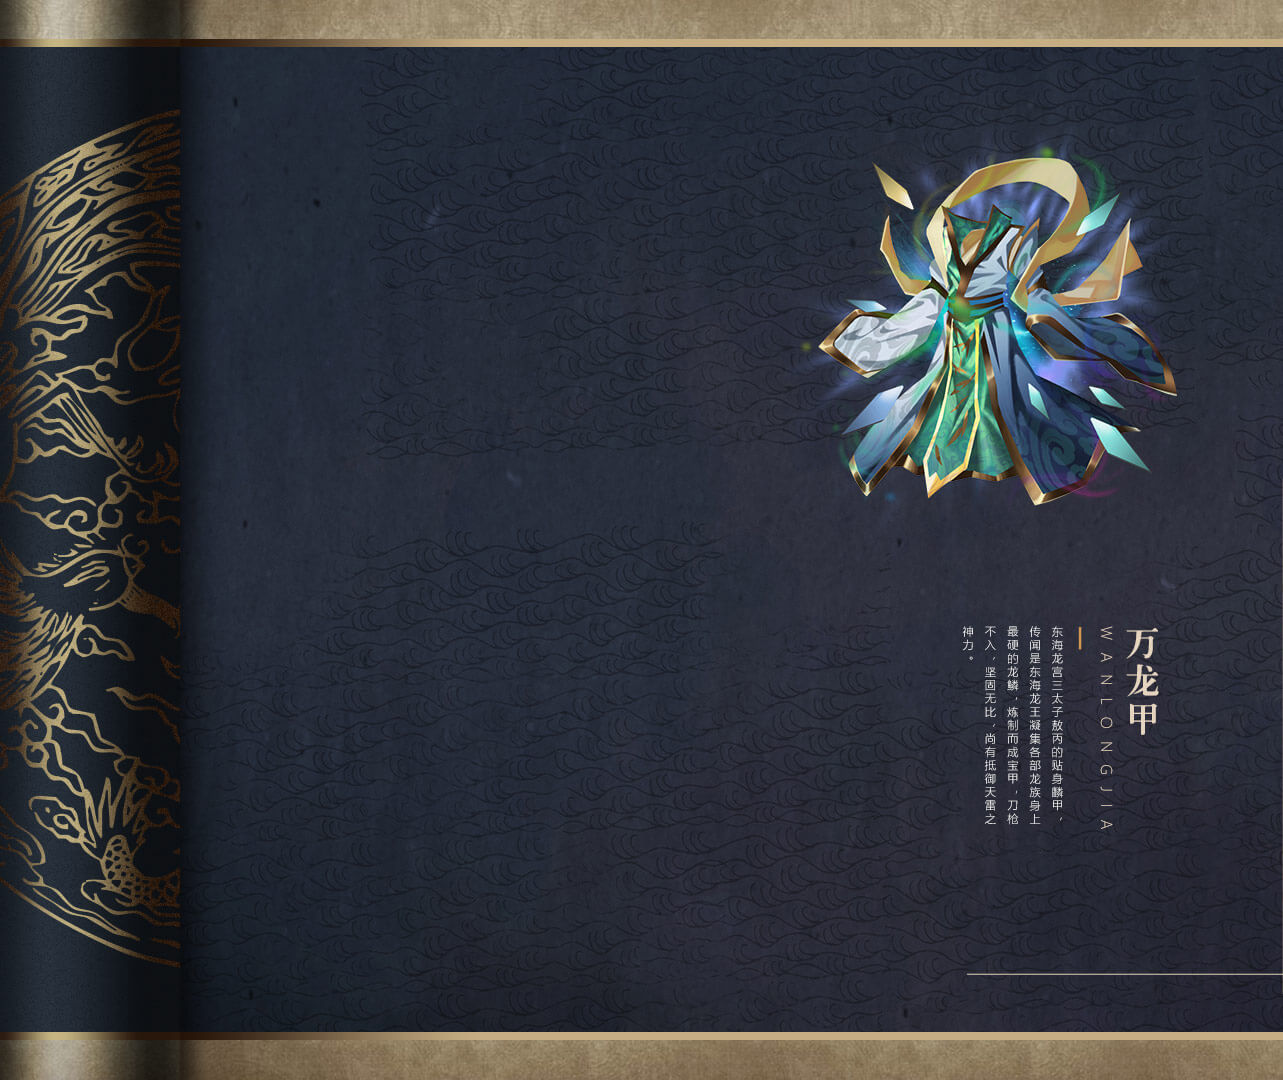 万龙甲
WANLONGJIA
东海龙宫三太子敖丙的贴身麟甲，
传闻是东海龙王凝集各部龙族身上
最硬的龙鳞，炼制而成宝甲，刀枪
不入，坚固无比，尚有抵御天雷之
神力。